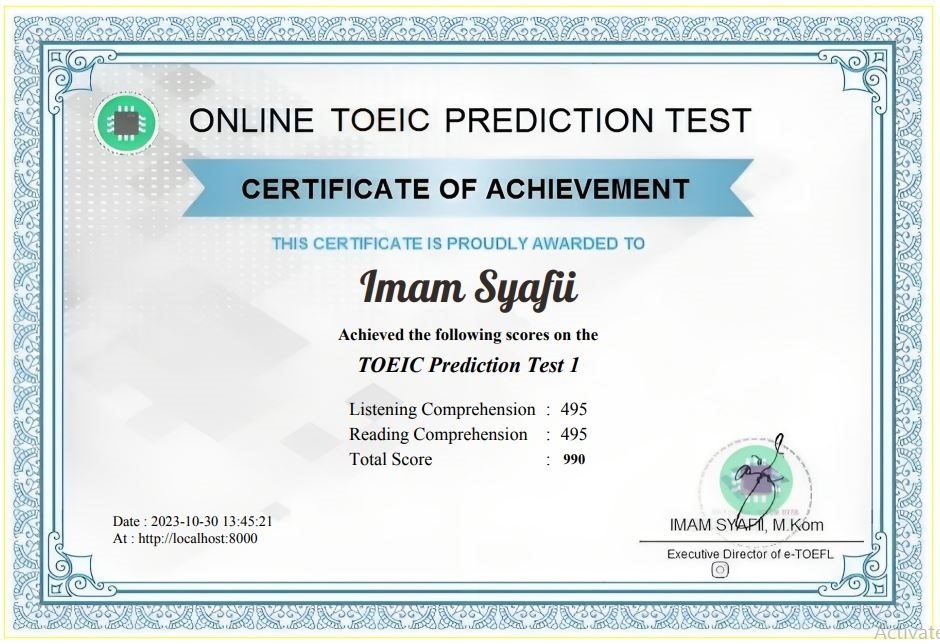 ONLINE TOEIC PREDICTION TEST
CERTIFICATE OF ACHIEVEMENT
THIS CERTIFICATE IS PROUDLY AWARDED TO
Imam Syafii
Achieved the following scores on the
TOEIC Prediction Test 1
Listening Comprehension : 495
Reading Comprehension : 495
Total Score : 990
Date : 2023-10-30 13:45:21
At : http://localhost:8000
IMAM SYAFII, M.Kom
Executive Director of e-TOEFL
Activate